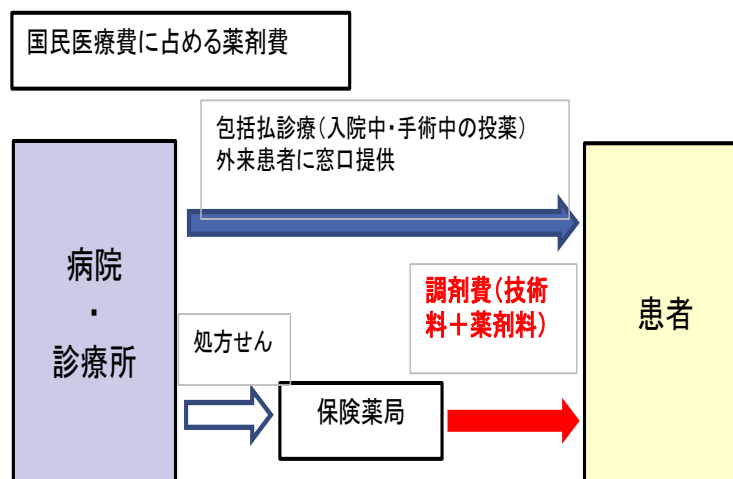 国民医療費に占める薬剤費
包括払診療(入院中・手術中の投薬)
外来患者に窓口提供
病院
・
診療所
調剤費(技術
料+薬剤料)
患者
処方せん
保険薬局